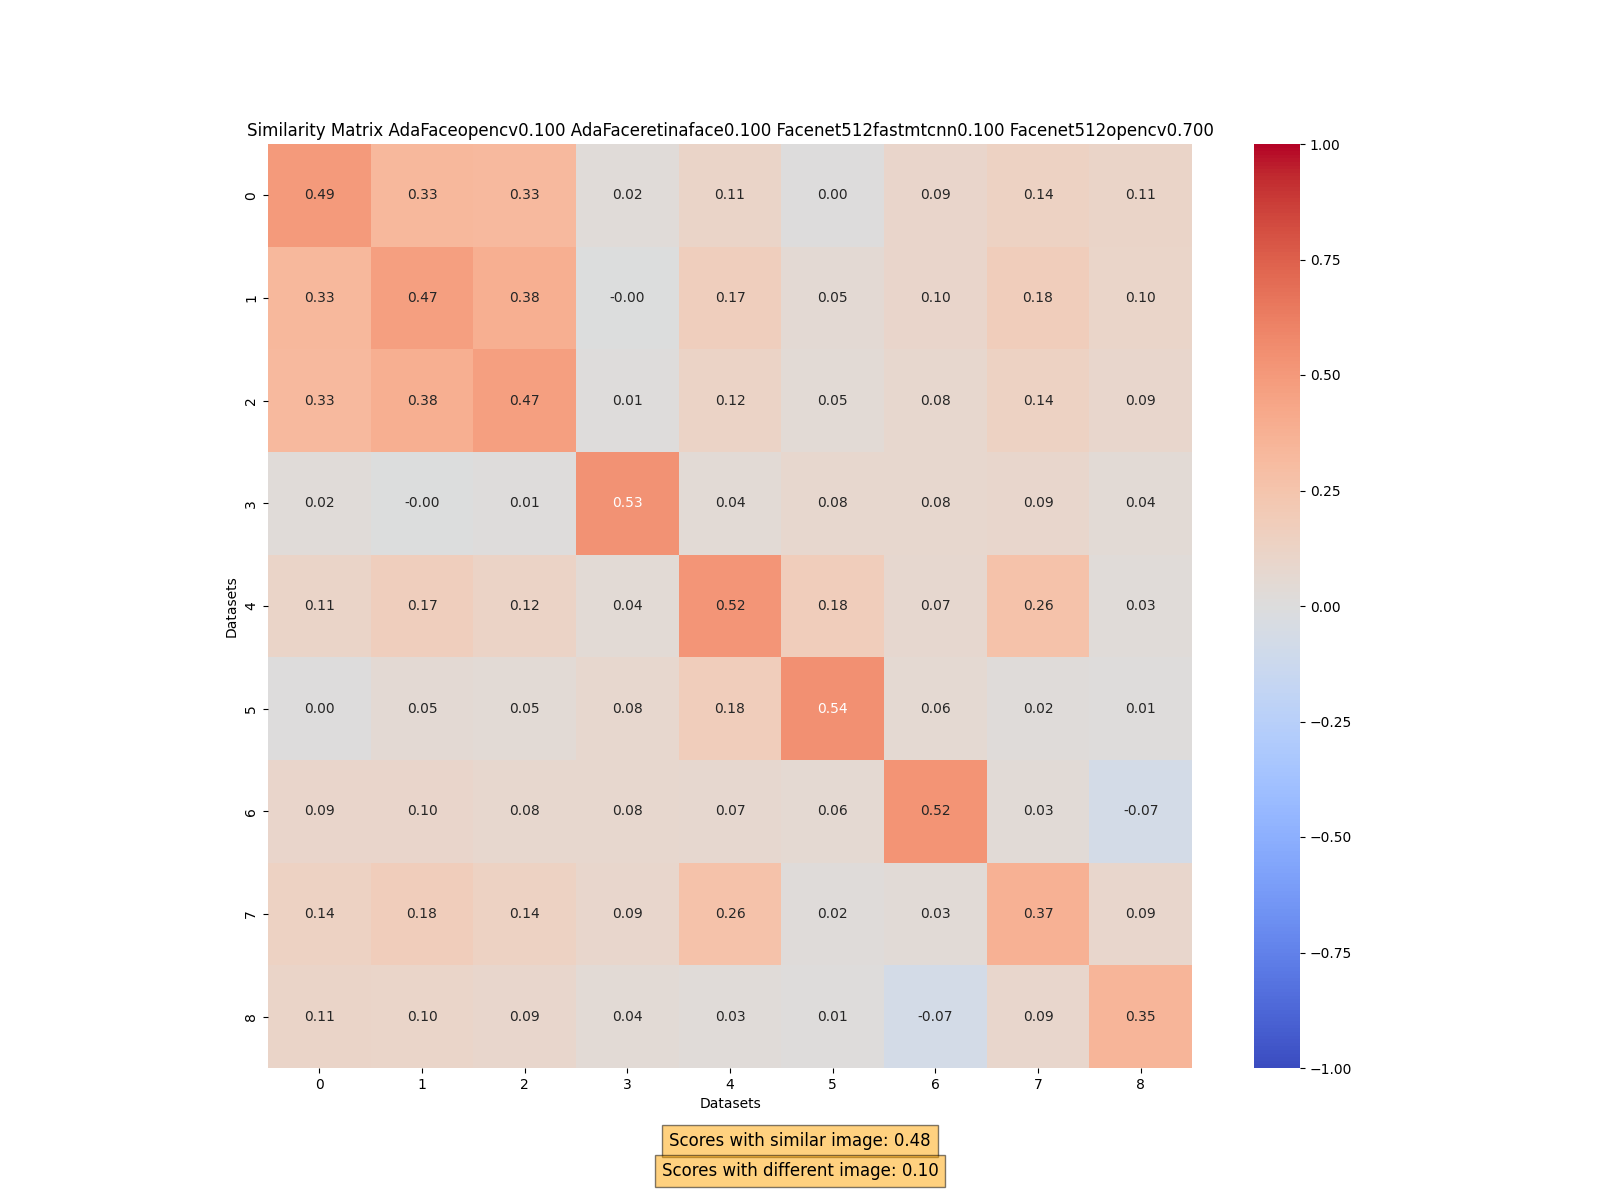 Similarity Matrix AdaFaceopencv0.100 AdaFaceretinaface0.100 Facenet512fastmtcnn0.100 Facenet512opencv0.700
0 0.49 0.33 0.33 0.02 0.11 0.00 0.09 0.14 0.11
1 0.33 0.47 0.38 -0.00 0.17 0.05 0.10 0.18 0.10
2 0.33 0.38 0.47 0.01 0.12 0.05 0.08 0.14 0.09
3 0.02 -0.00 0.01 0.53 0.04 0.08 0.08 0.09 0.04
4 0.11 0.17 0.12 0.04 0.52 0.18 0.07 0.26 0.03
5 0.00 0.05 0.05 0.08 0.18 0.54 0.06 0.02 0.01
6 0.09 0.10 0.08 0.08 0.07 0.06 0.52 0.03 -0.07
7 0.14 0.18 0.14 0.09 0.26 0.02 0.03 0.37 0.09
8 0.11 0.10 0.09 0.04 0.03 0.01 -0.07 0.09 0.35
0 1 2 3 4 5 6 7 8
Datasets
Datasets
1.00
0.75
0.50
0.25
0.00
−0.25
−0.50
−0.75
−1.00
Scores with similar image: 0.48
Scores with different image: 0.10